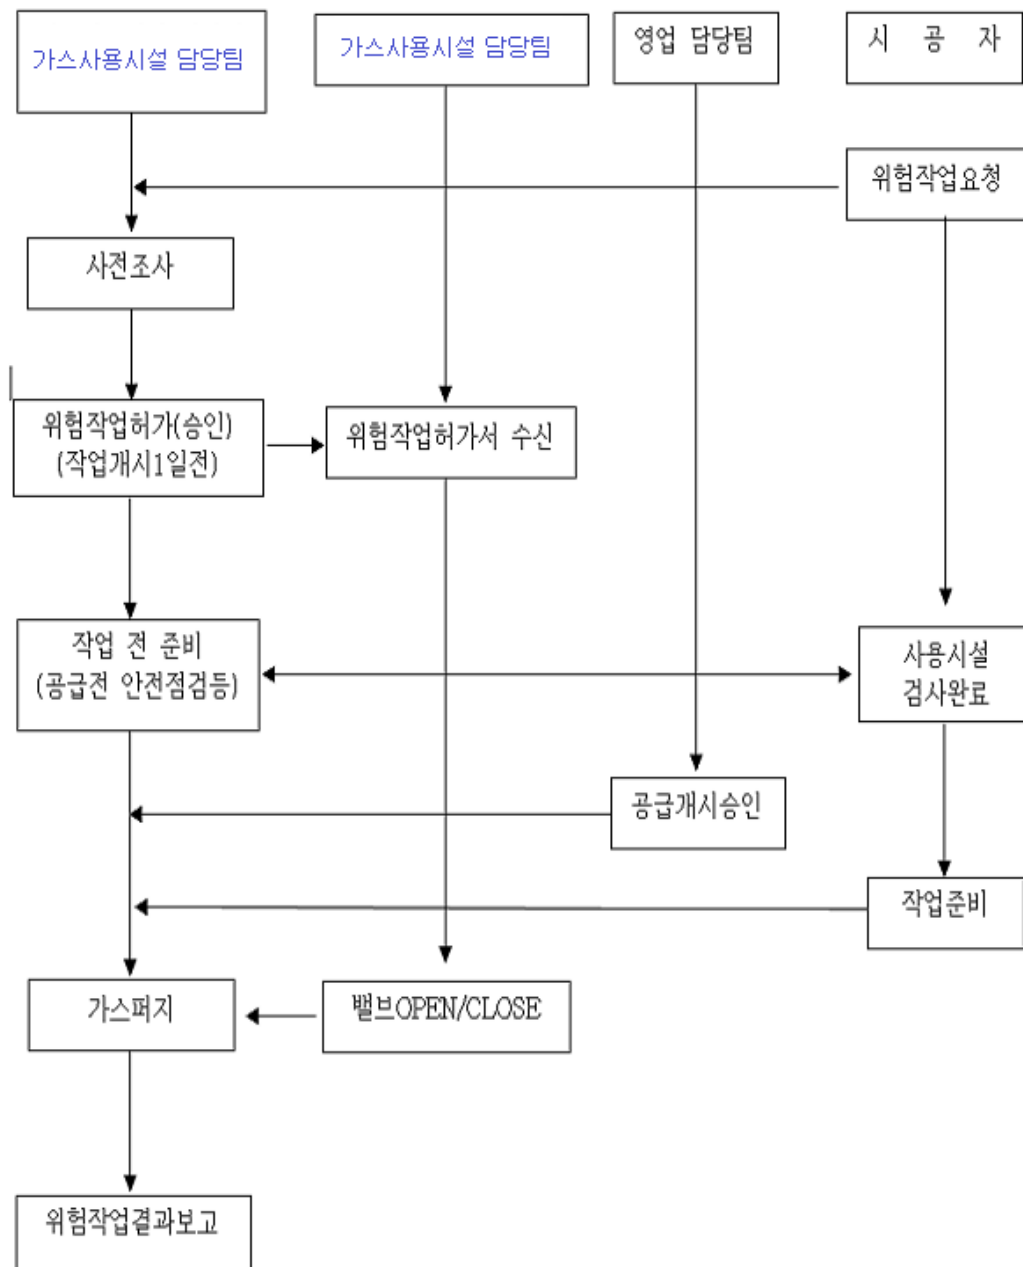 가스사용시설 담당팀
가스사용시설 담당팀
영업 담당팀
시 공 자
위험작업요청
사전조사
위험작업허가(승인)
(작업개시1일전)
위험작업허가서 수신
작업 전 준비
(공급전 안전점검등)
사용시설
검사완료
공급개시승인
작업준비
가스퍼지
밸브OPEN/CLOSE
위험작업결과보고